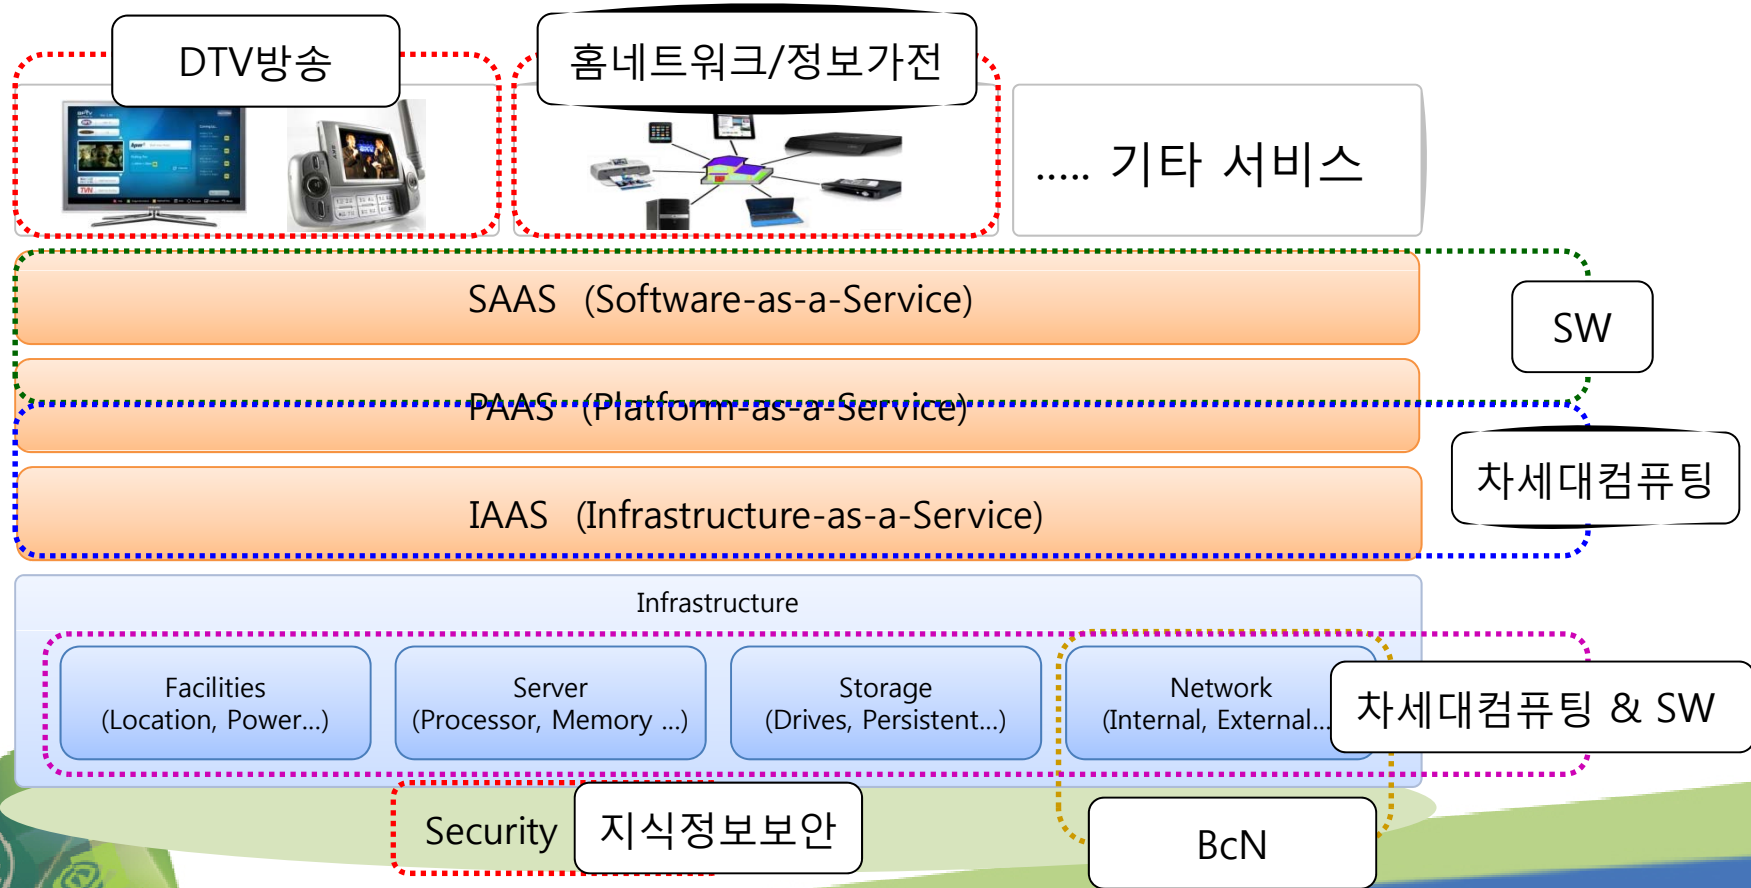 DTV방송
홈네트워크/정보가전
..... 기타 서비스
SAAS (Software-as-a-Service)
SW
PAAS (Platform-as-a-Service)
차세대컴퓨팅
IAAS (Infrastructure-as-a-Service)
Infrastructure
Facilities
(Location, Power...)
Server
(Processor, Memory ...)
Storage
(Drives, Persistent...)
Network
(Internal, External...
차세대컴퓨팅 & SW
Security
지식정보보안
BcN